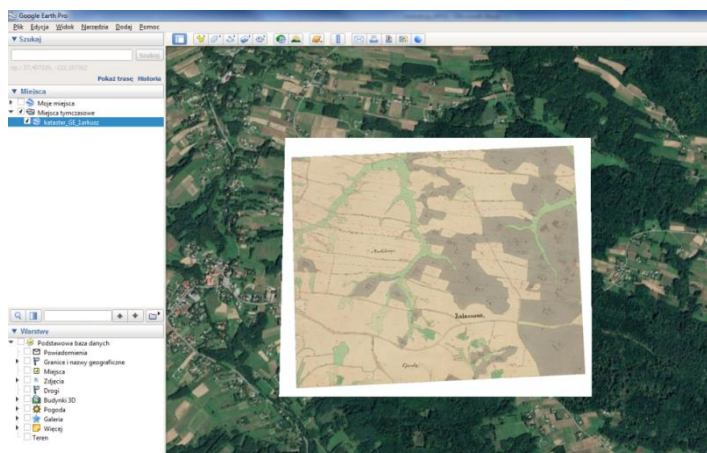 Google Earth Pro
Plik Edycja Widok Narzędzia Dodaj Pomoc
Szukaj
Szukaj
Pokaż trasę Historia
Miejsca
Moje miejsca
Miejsca tymczasowe
kataster_GE_1arkusz
Warstwy
Podstawowa baza danych
Powiadomienia
Granice i nazwy geograficzne
Miejsca
Zdjęcia
Drogi
Budynki 3D
Pogoda
Galeria
Więcej
Teren